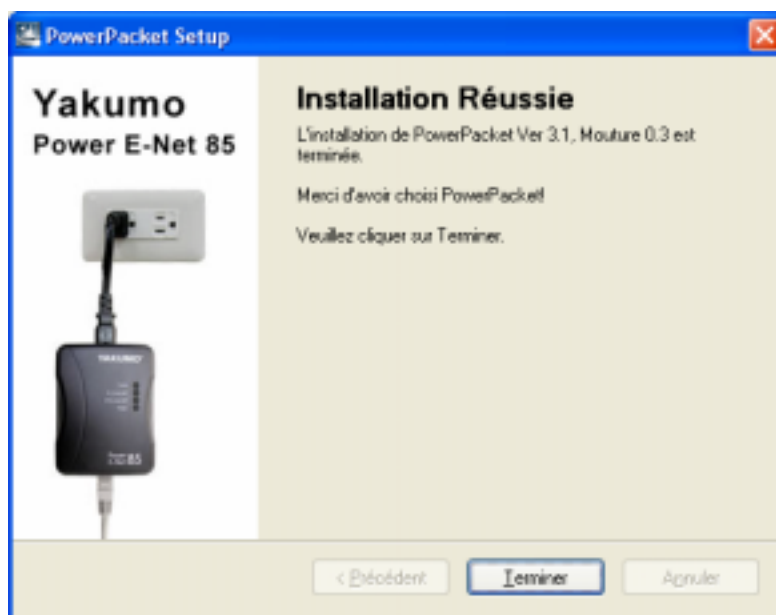 PowerPacket Setup
Yakumo
Power E-Net 85
YAKUMO
85
Installation Réussie
L'installation de PowerPacket Ver 3.1, Mouture 0.3 est
terminée.
Merci d'avoir choisi PowerPacket!
Veuillez cliquer sur Terminer.
< Précédent
Terminer
Annuler